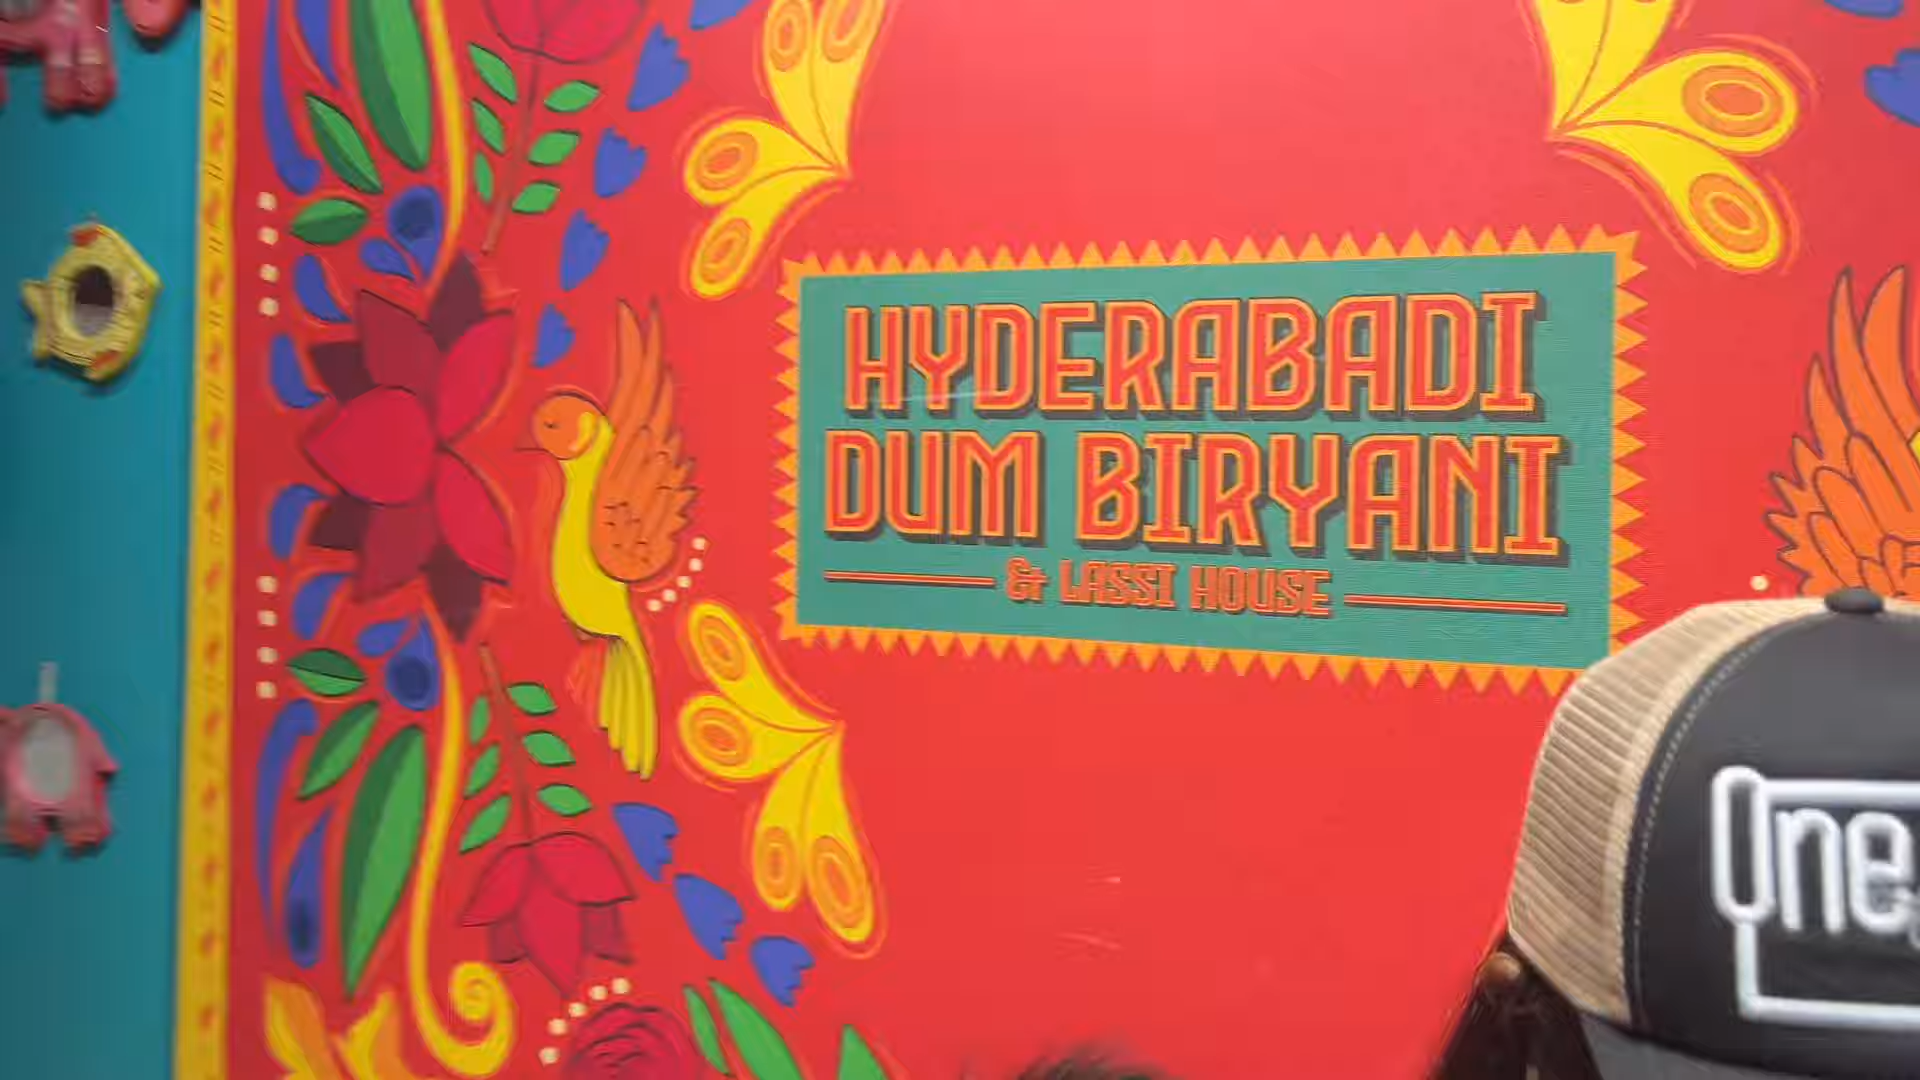 HYDERABADI
DUM BIRYANI
& LASSI HOUSE
One